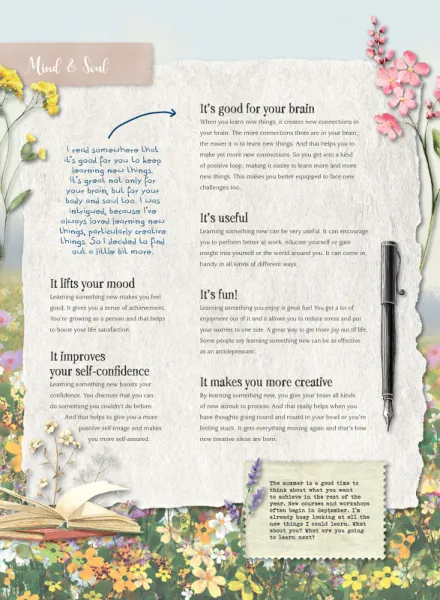 Mind & Soul
I read somewhere that
it's good for you to keep
learning new things.
It's great not only for
your brain, but for your
body and soul too. I was
intrigued, because I've
always loved learning new
things, particularly creative
things. So I decided to find
out a little bit more.
It lifts your mood
Learning something new makes you feel
good. It gives you a sense of achievement.
You're growing as a person and that helps
to boost your life satisfaction.
It improves
your self-confidence
Learning something new boosts your
confidence. You discover that you can
do something you couldn't do before.
And that helps to give you a more
positive self-image and makes
you more self-assured.
It's good for your brain
When you learn new things, it creates new connections in
your brain. The more connections there are in your brain,
the easier it is to learn new things. And that helps you to
make yet more new connections. So you get into a kind
of positive loop, making it easier to learn more and more
new things. This makes you better equipped to face new
challenges too.
It's useful
Learning something new can be very useful. It can encourage
you to perform better at work, educate yourself or gain
insight into yourself or the world around you. It can come in
handy in all kinds of different ways.
It's fun!
Learning something you enjoy is great fun! You get a lot of
enjoyment out of it and it allows you to reduce stress and put
your worries to one side. A great way to get more joy out of life.
Some people say learning something new can be as effective
as an antidepressant.
It makes you more creative
By learning something new, you give your brain all kinds
of new stimuli to process. And that really helps when you
have thoughts going round and round in your head or you're
feeling stuck. It gets everything moving again and that's how
new creative ideas are born.
The summer is a good time to
think about what you want
to achieve in the rest of the
year. New courses and workshops
often begin in September. I'm
already busy looking at all the
new things I could learn. What
about you? What are you going
to learn next?